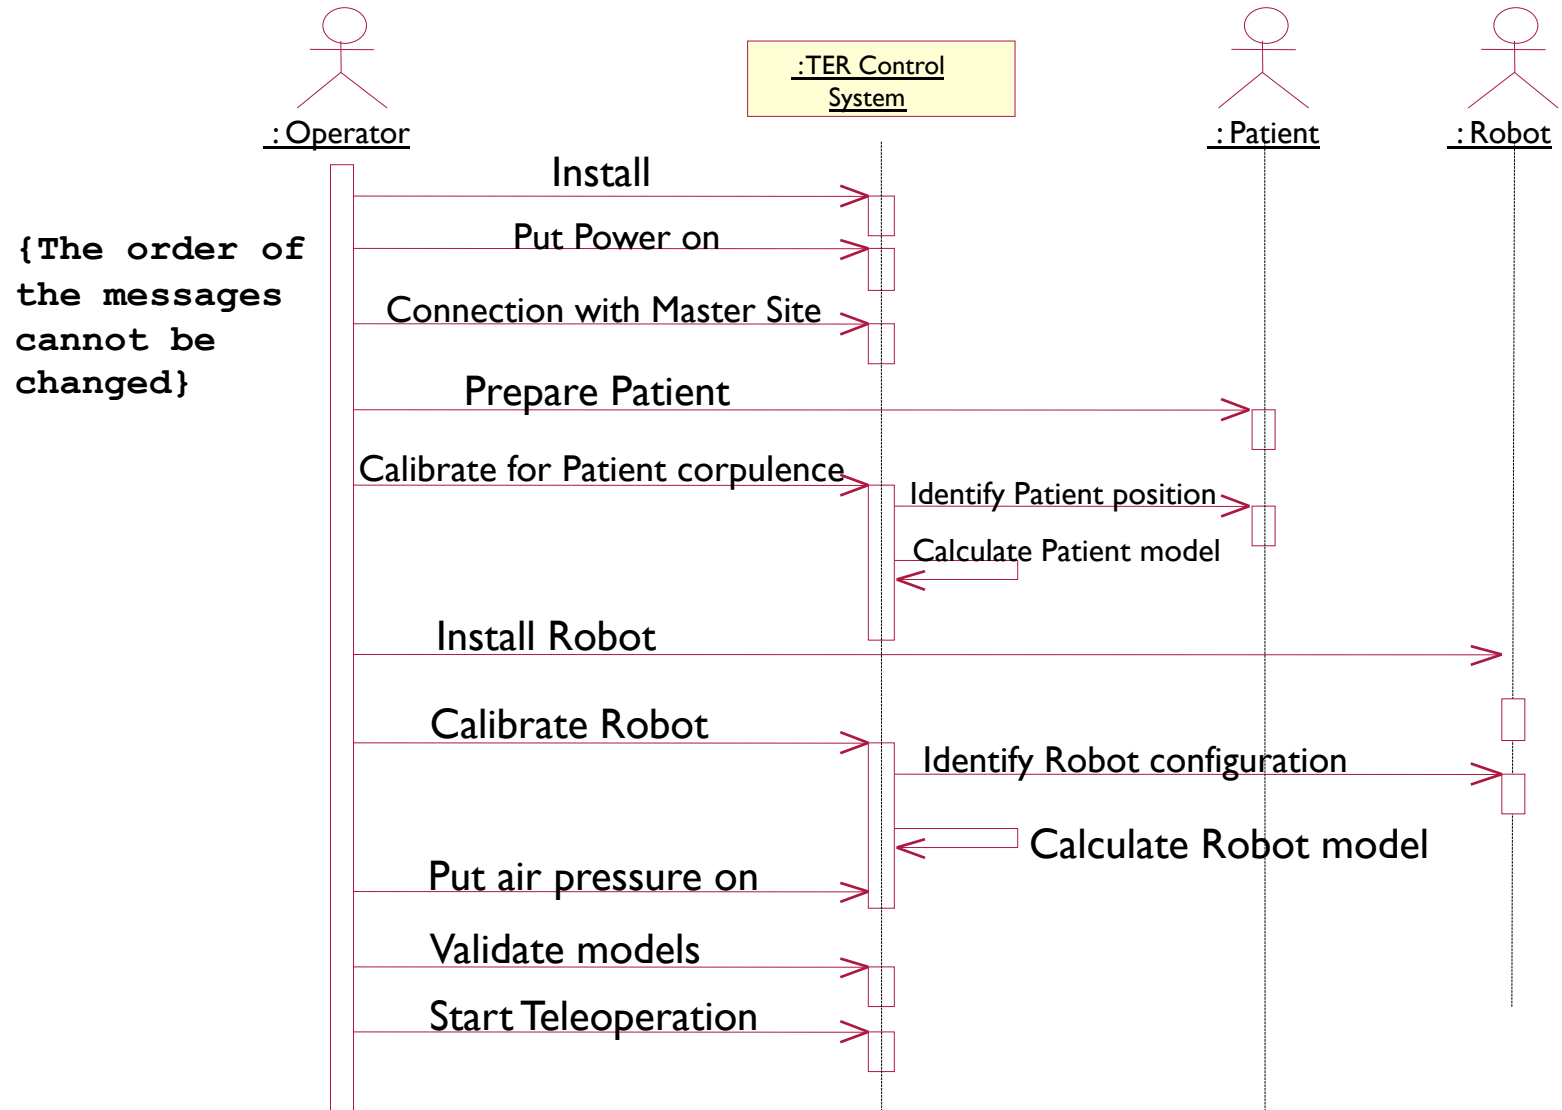 :TER Control
System
: Operator
: Patient
: Robot
Install
Put Power on
{The order of
the messages
cannot be
changed}
Connection with Master Site
Prepare Patient
Calibrate for Patient corpulence
Identify Patient position
Calculate Patient model
Install Robot
Calibrate Robot
Identify Robot configuration
Calculate Robot model
Put air pressure on
Validate models
Start Teleoperation